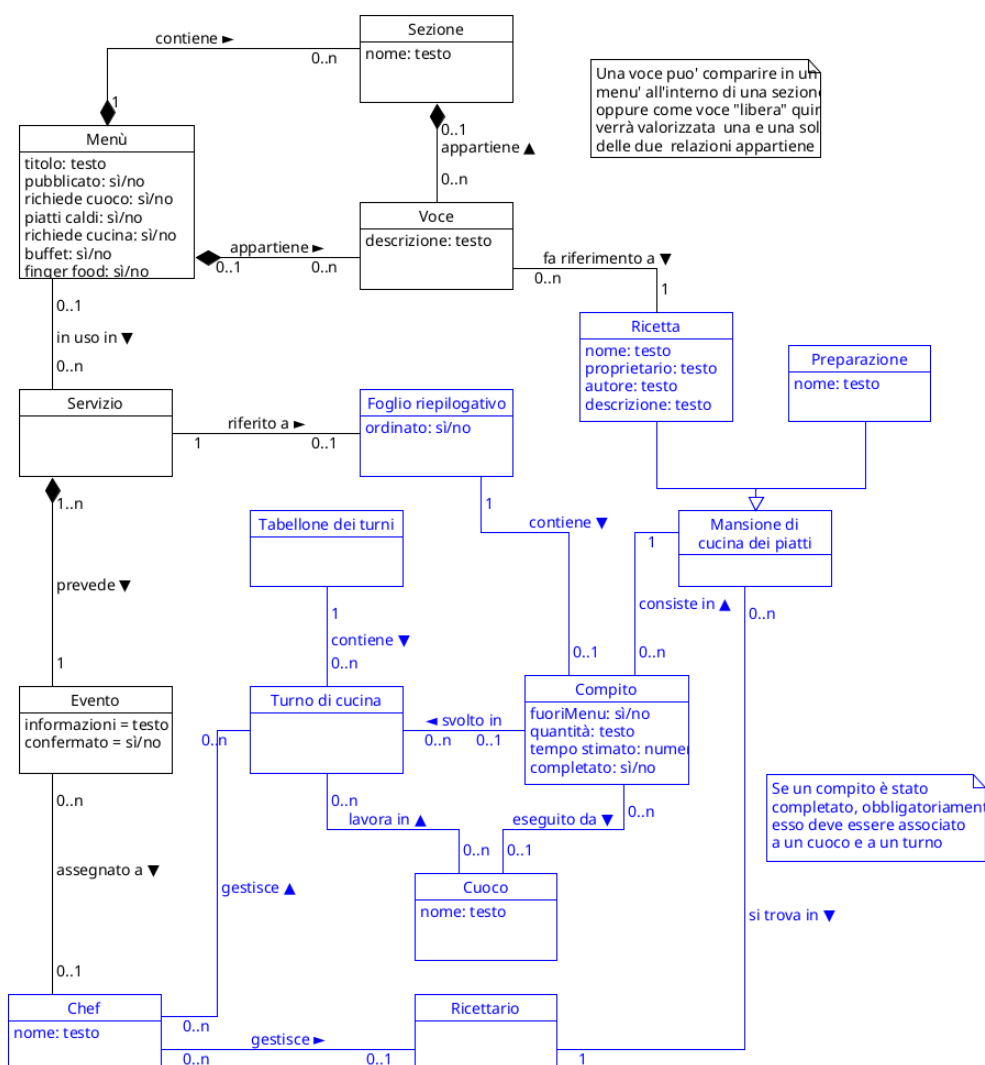 Sezione
nome: testo
contiene ►
0..n
1
Una voce puo' comparire in un
menu' all'interno di una sezione
oppure come voce "libera" quin
verrà valorizzata  una e una sol
delle due  relazioni appartiene
Menù
titolo: testo
pubblicato: sì/no
richiede cuoco: sì/no
piatti caldi: sì/no
richiede cucina: sì/no
buffet: sì/no
finger food: sì/no
0..1
appartiene ▲
0..n
Voce
descrizione: testo
appartiene ►
0..1
0..n
fa riferimento a ▼
0..n
1
0..1
in uso in ▼
0..n
Ricetta
nome: testo
proprietario: testo
autore: testo
descrizione: testo
Preparazione
nome: testo
Servizio
riferito a ►
1
0..1
Foglio riepilogativo
ordinato: sì/no
1..n
prevede ▼
1
1
contiene ▼
0..1
Tabellone dei turni
1
contiene ▼
0..n
Mansione di
cucina dei piatti
1
consiste in ▲
0..n
0..n
si trova in ▼
1
Evento
informazioni = testo
confermato = sì/no
Turno di cucina
◄ svolto in
0..n
0..1
Compito
fuoriMenu: sì/no
quantità: testo
tempo stimato: numer
completato: sì/no
0..n
gestisce ▲
0..n
0..n
lavora in ▲
0..n
eseguito da ▼
0..n
0..1
Se un compito è stato
completato, obbligatoriament
esso deve essere associato
a un cuoco e a un turno
0..n
assegnato a ▼
0..1
Cuoco
nome: testo
Chef
nome: testo
gestisce ►
0..n
0..1
Ricettario